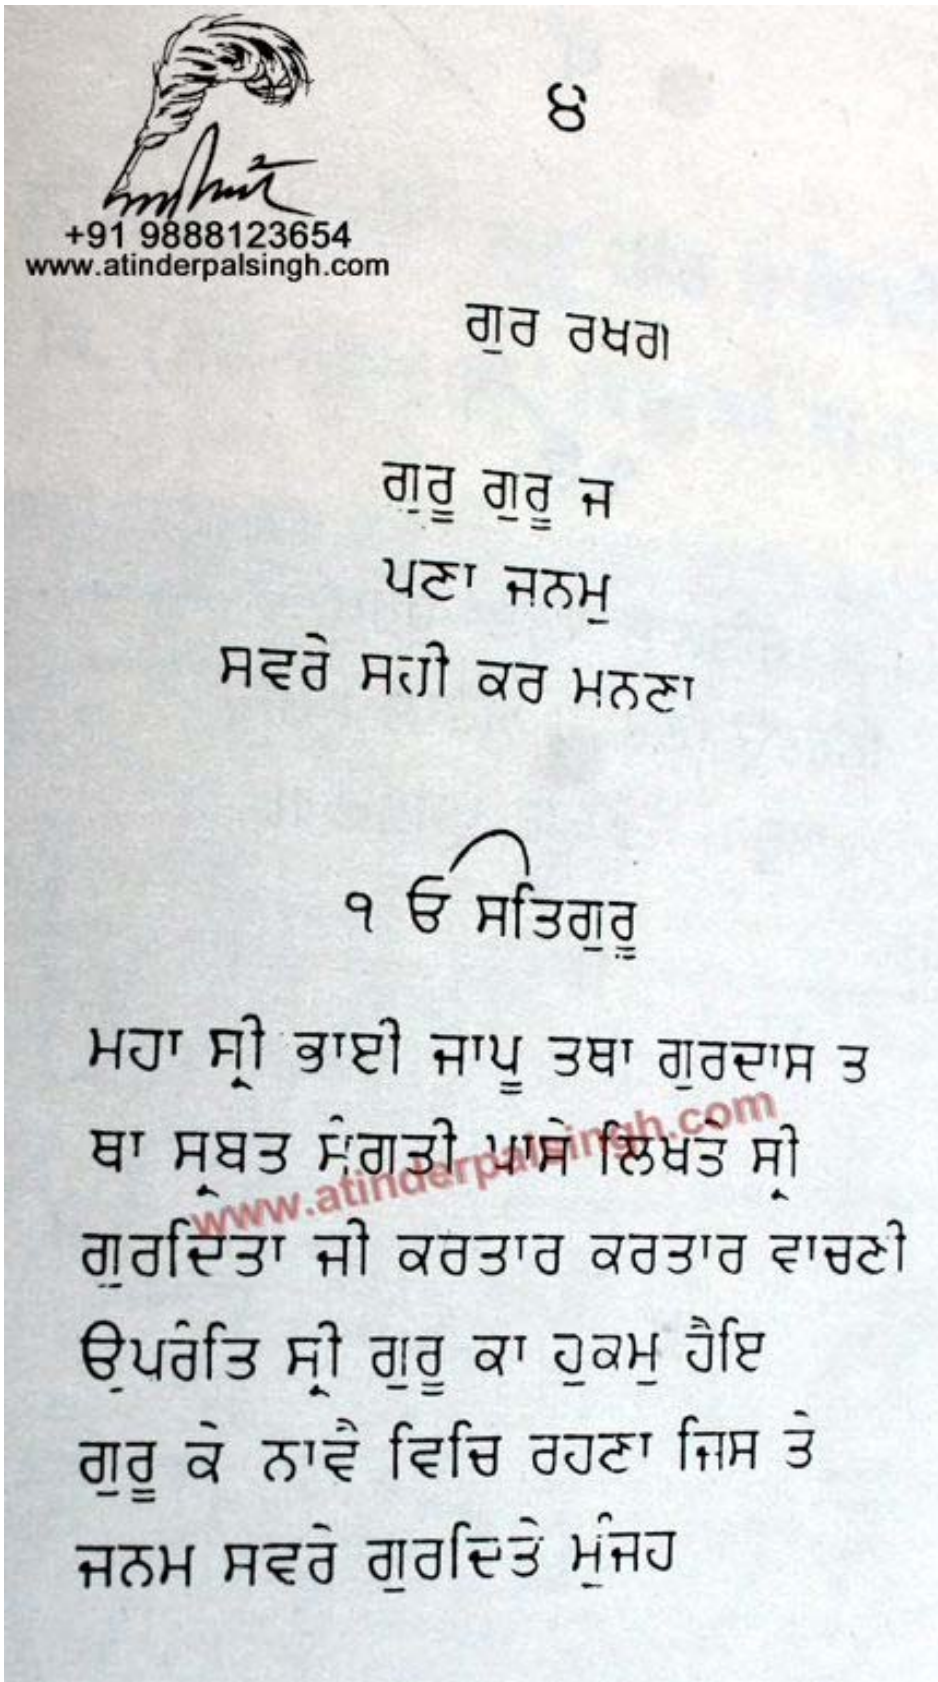 ੪
+91 9888123654
www.atinderpalsingh.com
ਗੁਰ ਰਖਗ
ਗੁਰੂ ਗੁਰੂ ਜ
ਪਣਾ ਜਨਮੁ
ਸਵਰੇ ਸਹੀ ਕਰ ਮਨਣਾ
੧ ਓ ਸਤਿਗੁਰੂ
ਮਹਾ ਸ੍ਰੀ ਭਾਈ ਜਾਪੂ ਤਥਾ ਗੁਰਦਾਸ ਤ
ਥਾ ਸ੍ਰਬਤ ਸੰਗਤੀ ਪਾਸੇ ਲਿਖਤੇ ਸ੍ਰੀ
www.atinderpalsingh.com
ਗੁਰਦਿਤਾ ਜੀ ਕਰਤਾਰ ਕਰਤਾਰ ਵਾਚਣੀ
ਉਪਰੰਤਿ ਸ੍ਰੀ ਗੁਰੂ ਕਾ ਹੁਕਮੁ ਹੈਇ
ਗੁਰੂ ਕੇ ਨਾਵੈ ਵਿਚਿ ਰਹਣਾ ਜਿਸ ਤੇ
ਜਨਮ ਸਵਰੇ ਗੁਰਦਿਤੇ ਮੁੰਜਹ